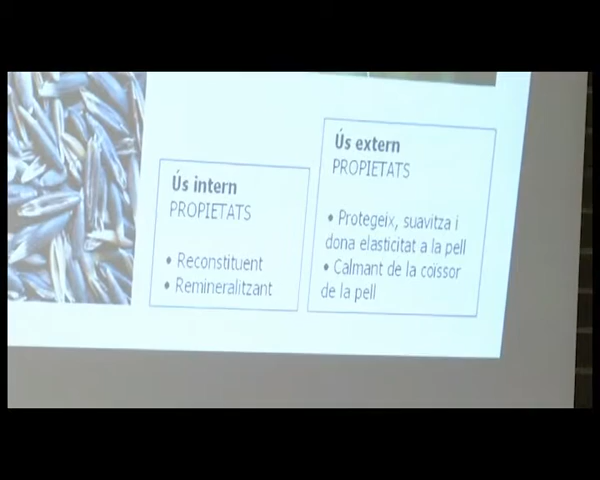 Ús intern
PROPIETATS
• Reconstituent
• Remineralitzant
Ús extern
PROPIETATS
• Protegeix, suavitza i
dona elasticitat a la pell
• Calmant de la coïssor
de la pell